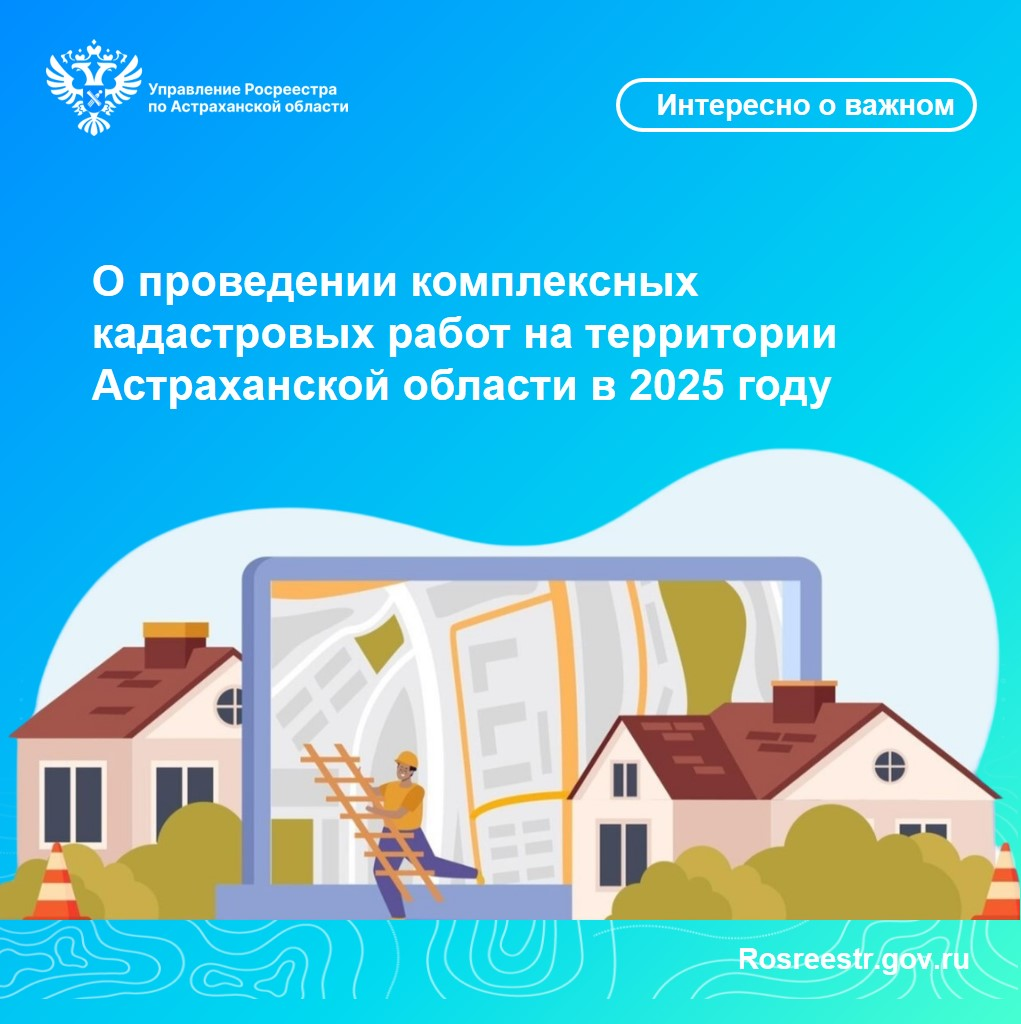 Управление Росреестра
по Астраханской области
Интересно о важном
О проведении комплексных
кадастровых работ на территории
Астраханской области в 2025 году
Rosreestr.gov.ru